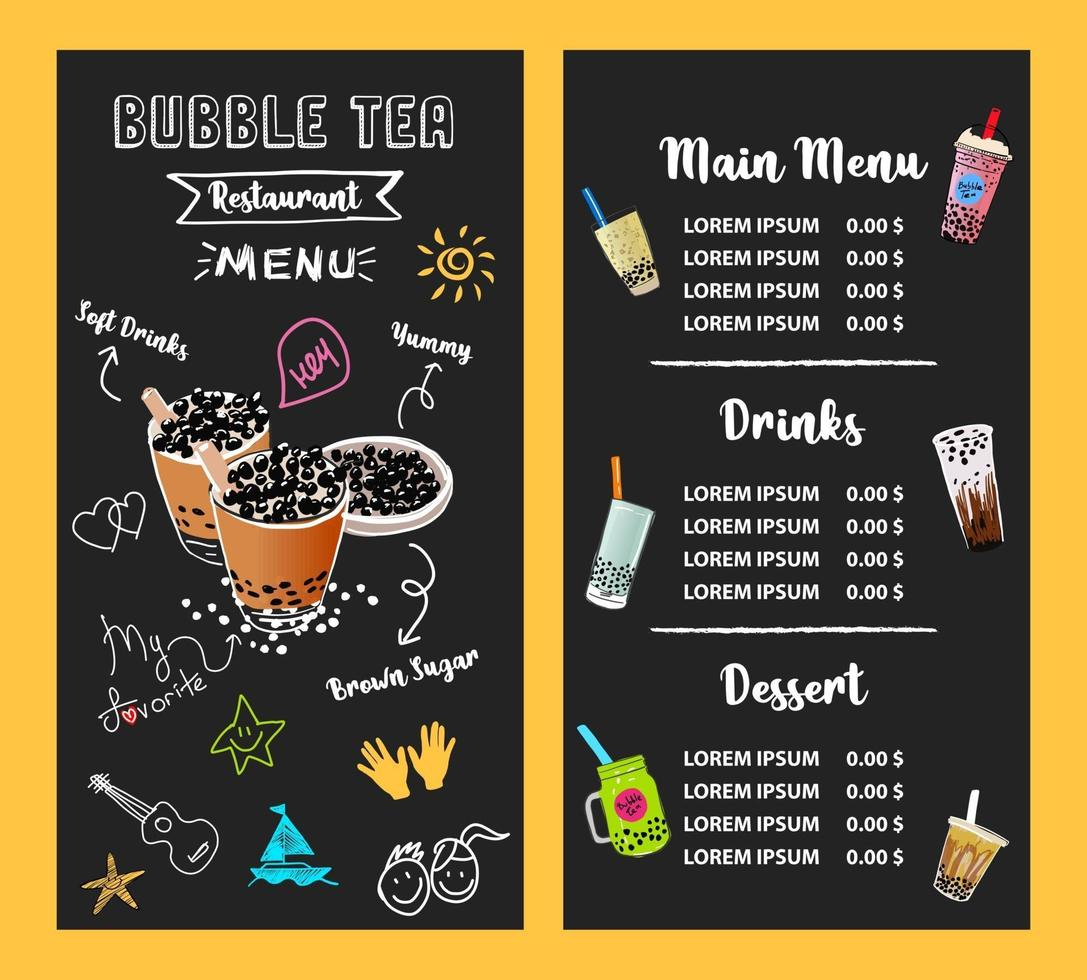 BUBBLE TEA
Restaurant
MENU
Soft Drinks
Hey
Yummy
My
favorite
Brown Sugar
Main Menu
Bubble
Tea
LOREM IPSUM 0.00 $
LOREM IPSUM 0.00 $
LOREM IPSUM 0.00 $
LOREM IPSUM 0.00 $
Drinks
LOREM IPSUM 0.00 $
LOREM IPSUM 0.00 $
LOREM IPSUM 0.00 $
LOREM IPSUM 0.00 $
Dessert
LOREM IPSUM 0.00 $
LOREM IPSUM 0.00 $
LOREM IPSUM 0.00 $
LOREM IPSUM 0.00 $
Bubble
Tea